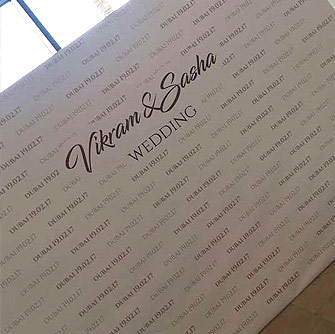 Vikram & Sasha
WEDDING
DUBAI 19.02.17